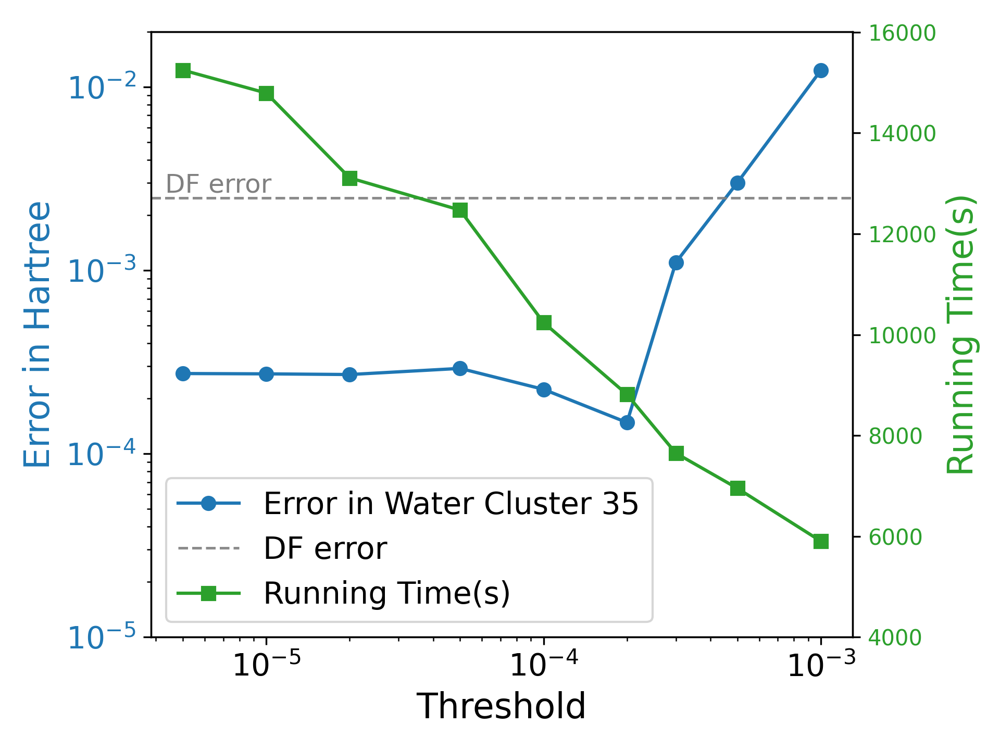 Error in Hartree
10⁻²
10⁻³
10⁻⁴
10⁻⁵
DF error
Error in Water Cluster 35
DF error
Running Time(s)
16000
14000
12000
10000
8000
6000
4000
Running Time(s)
10⁻⁵ 10⁻⁴ 10⁻³
Threshold